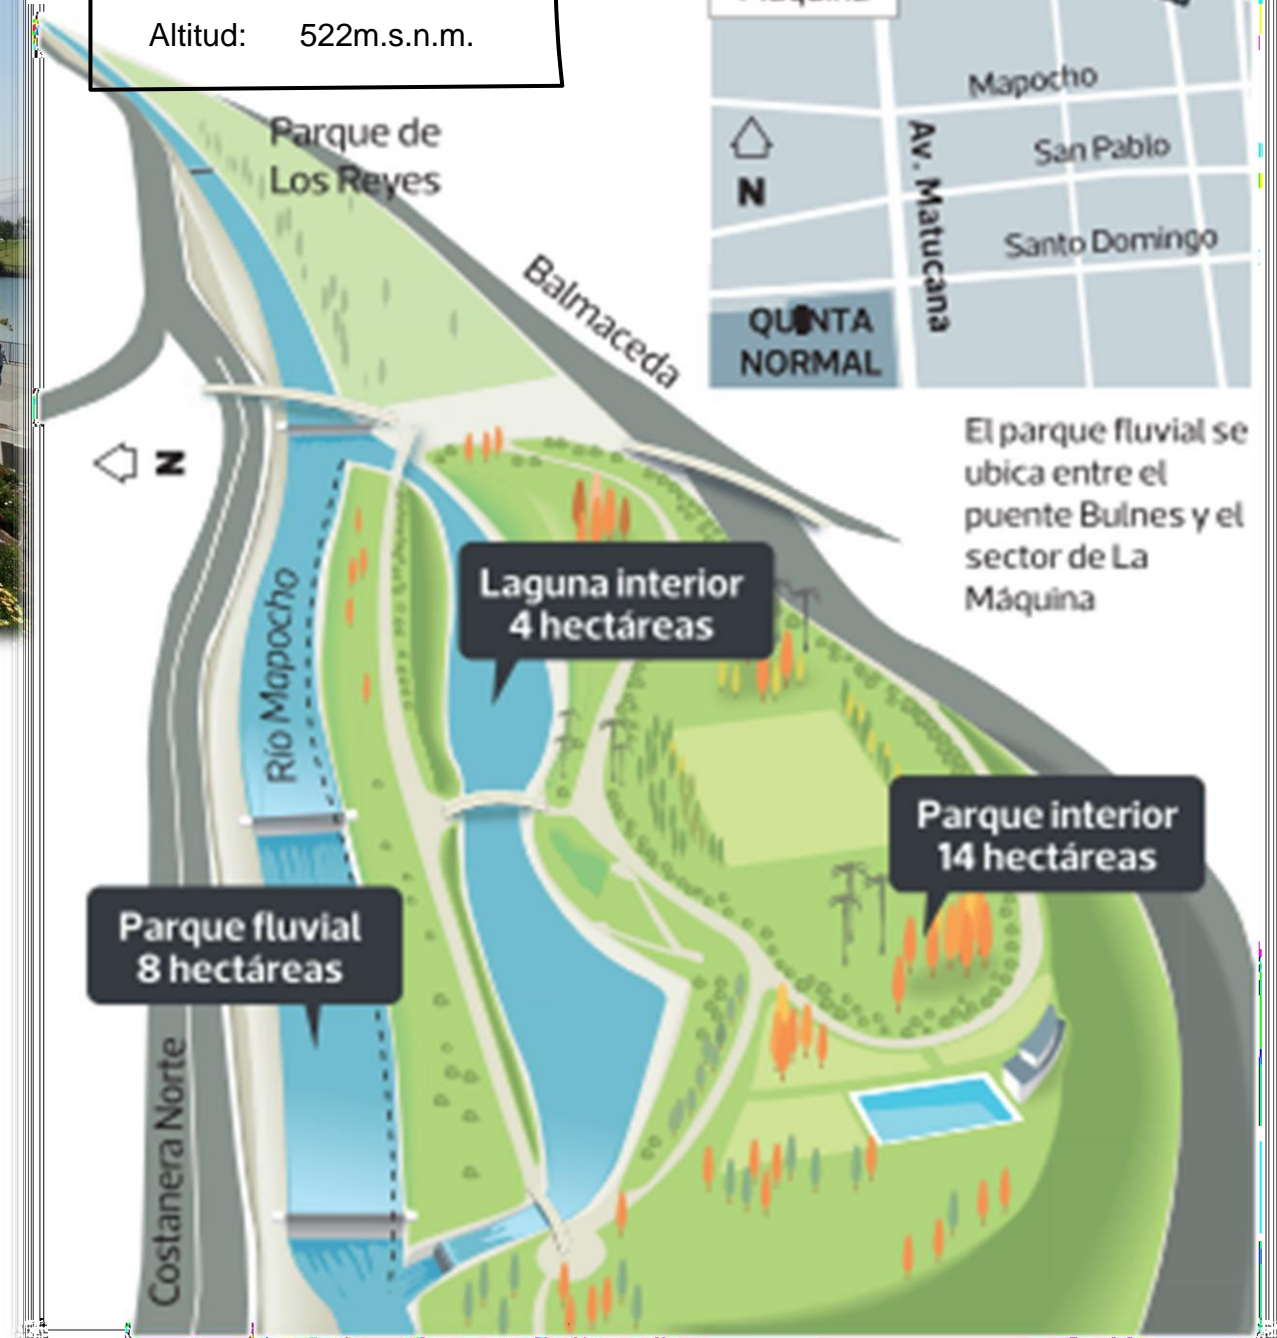 Altitud: 522m.s.n.m.
Mapocho
San Pablo
Av. Matucana
Santo Domingo
N
QUINTA
NORMAL
Parque de
Los Reyes
Balmaceda
N
El parque fluvial se
ubica entre el
puente Bulnes y el
sector de La
Máquina
Laguna interior
4 hectáreas
Río Mapocho
Parque interior
14 hectáreas
Parque fluvial
8 hectáreas
Costanera Norte